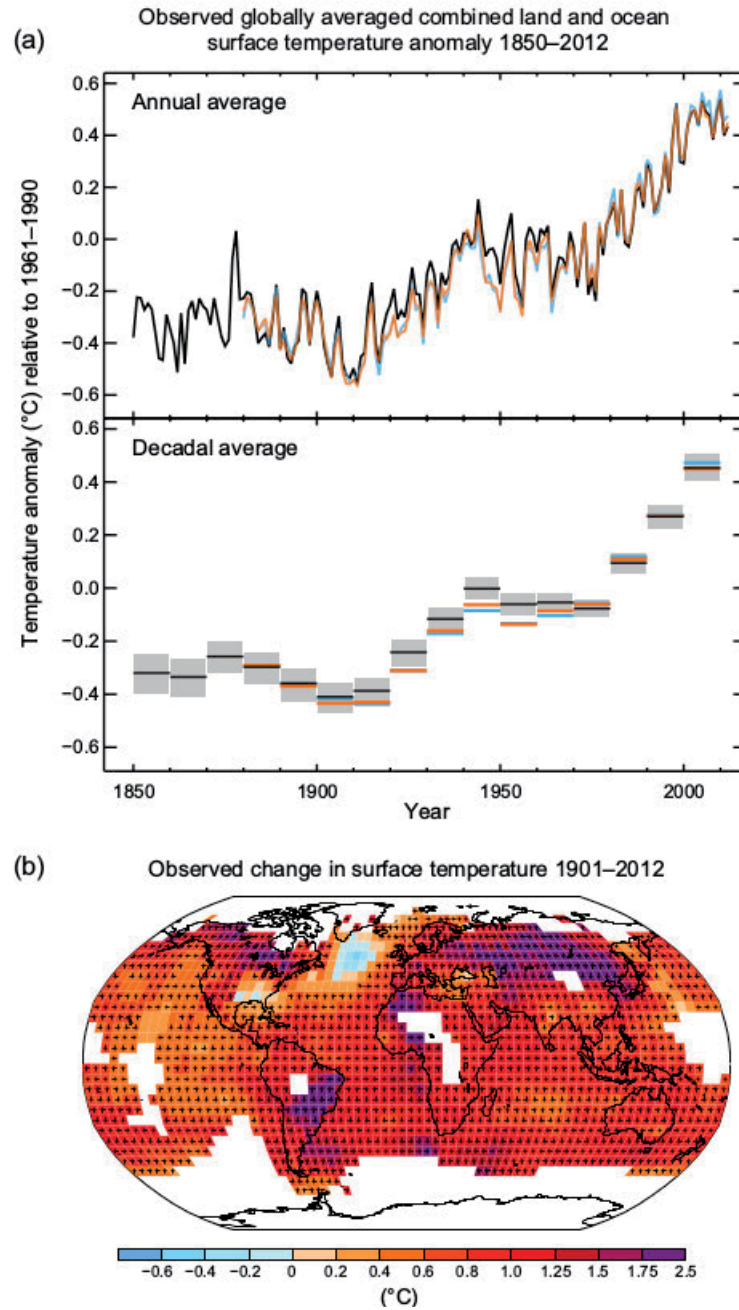 Observed globally averaged combined land and ocean
(a) surface temperature anomaly 1850–2012
0.6
Annual average
0.4
0.2
0.0
−0.2
−0.4
−0.6
Temperature anomaly (°C) relative to 1961–1990
0.6
Decadal average
0.4
0.2
0.0
−0.2
−0.4
−0.6
1850 1900 1950 2000
Year
(b) Observed change in surface temperature 1901–2012
−0.6 −0.4 −0.2 0 0.2 0.4 0.6 0.8 1.0 1.25 1.5 1.75 2.5
(°C)